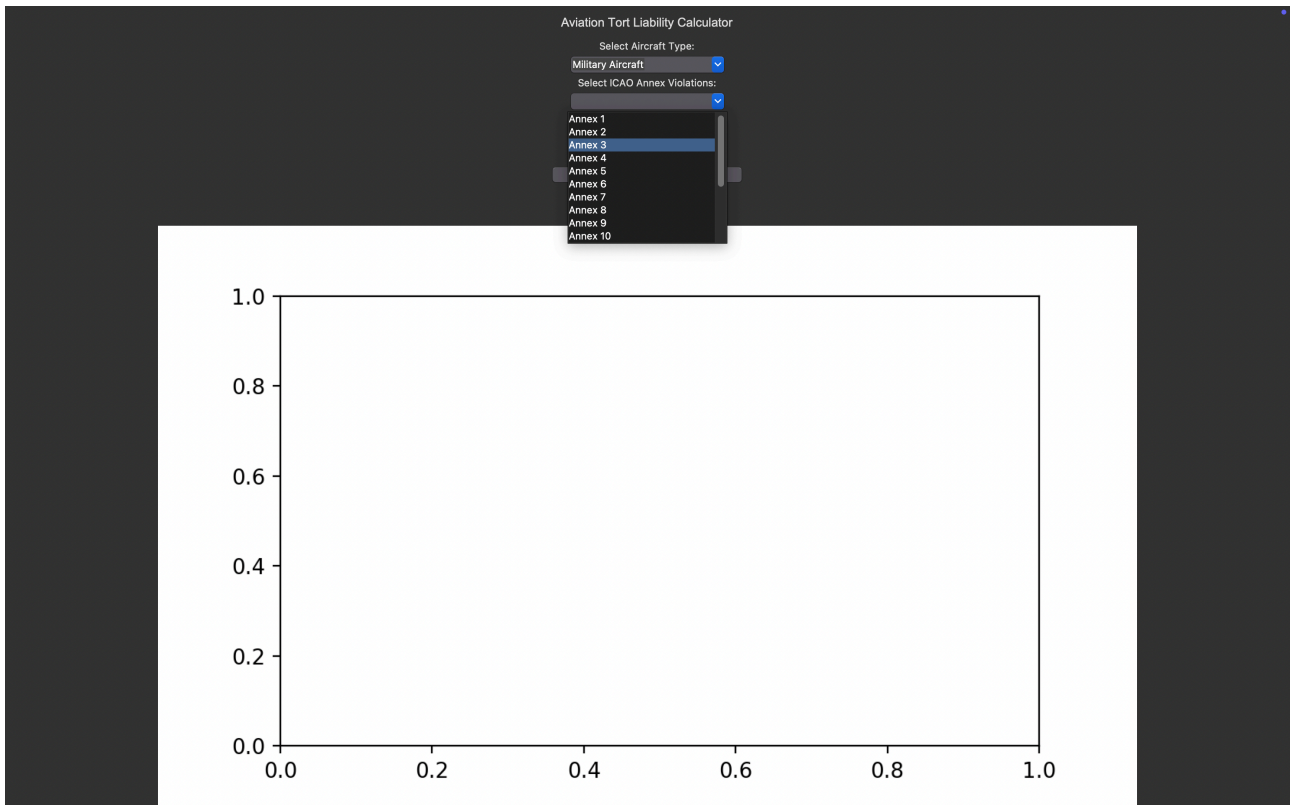 Aviation Tort Liability Calculator
Select Aircraft Type:
Military Aircraft
Select ICAO Annex Violations:
Annex 1
Annex 2
Annex 3
Annex 4
Annex 5
Annex 6
Annex 7
Annex 8
Annex 9
Annex 10
1.0
0.8
0.6
0.4
0.2
0.0
0.0 0.2 0.4 0.6 0.8 1.0